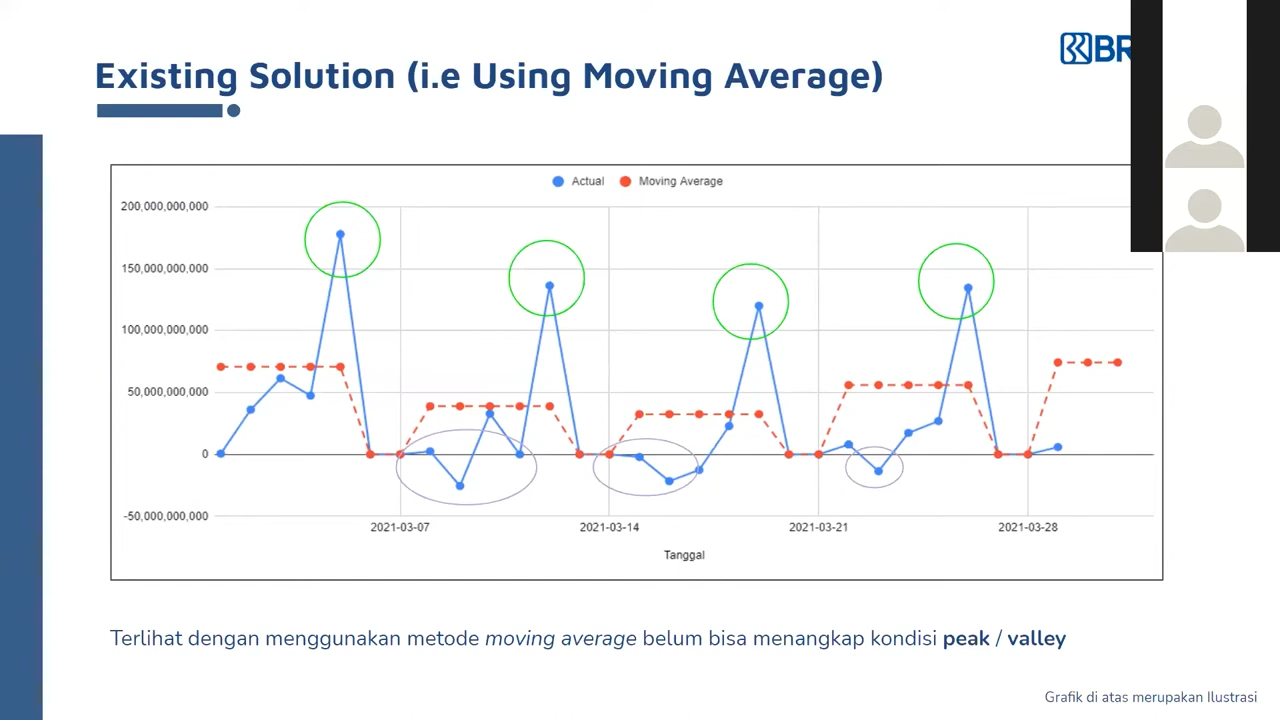 BR
Existing Solution (i.e Using Moving Average)
Actual Moving Average
200,000,000,000
150,000,000,000
100,000,000,000
50,000,000,000
0
-50,000,000,000
2021-03-07 2021-03-14 2021-03-21 2021-03-28
Tanggal
Terlihat dengan menggunakan metode moving average belum bisa menangkap kondisi peak / valley
Grafik di atas merupakan Ilustrasi